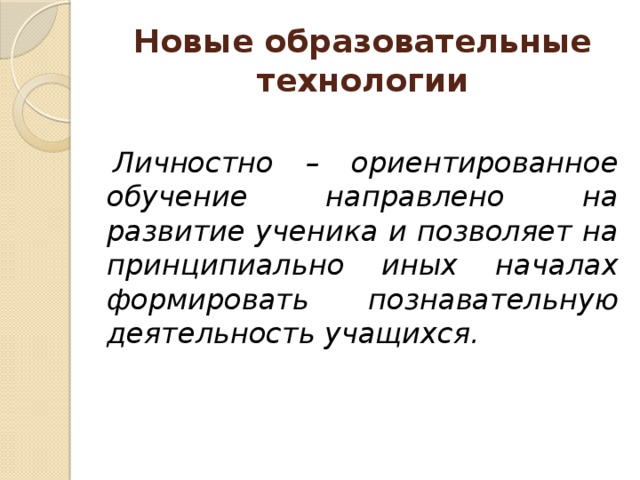 Новые образовательные
технологии
Личностно – ориентированное
обучение направлено на
развитие ученика и позволяет на
принципиально иных началах
формировать познавательную
деятельность учащихся.